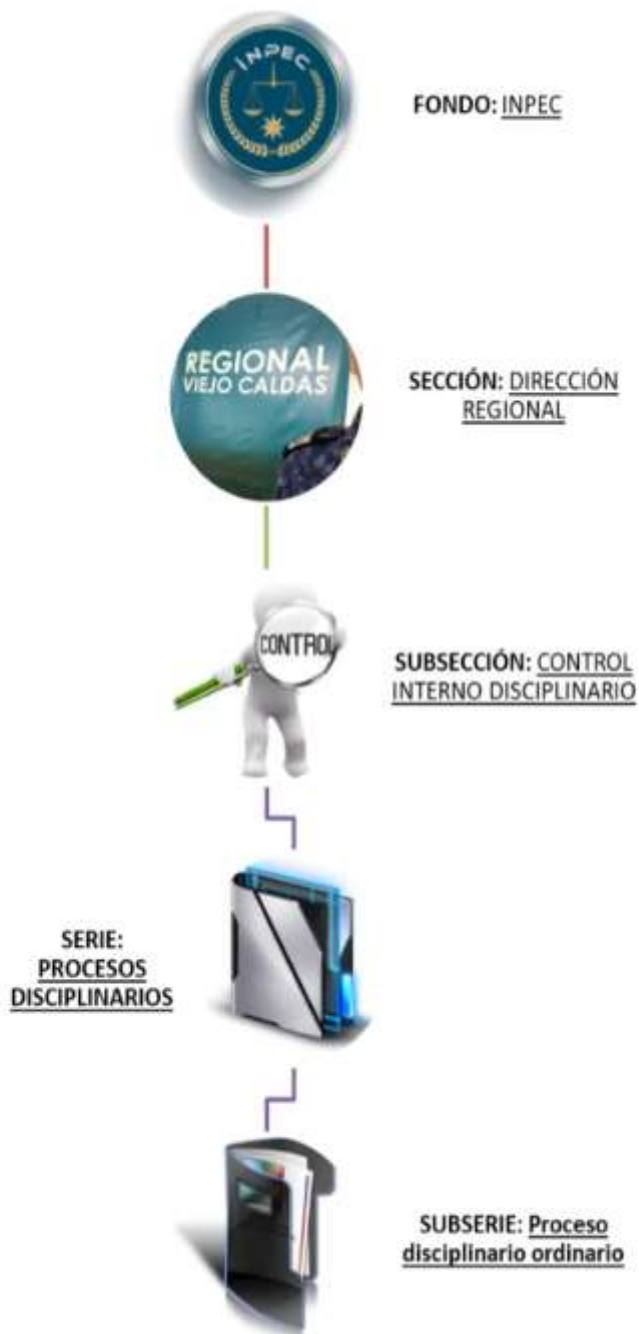 INPEC
FONDO: INPEC
REGIONAL
VIEJO CALDAS
SECCIÓN: DIRECCIÓN
REGIONAL
CONTROL
SUBSECCIÓN: CONTROL
INTERNO DISCIPLINARIO
SERIE:
PROCESOS
DISCIPLINARIOS
SUBSERIE: Proceso
disciplinario ordinario